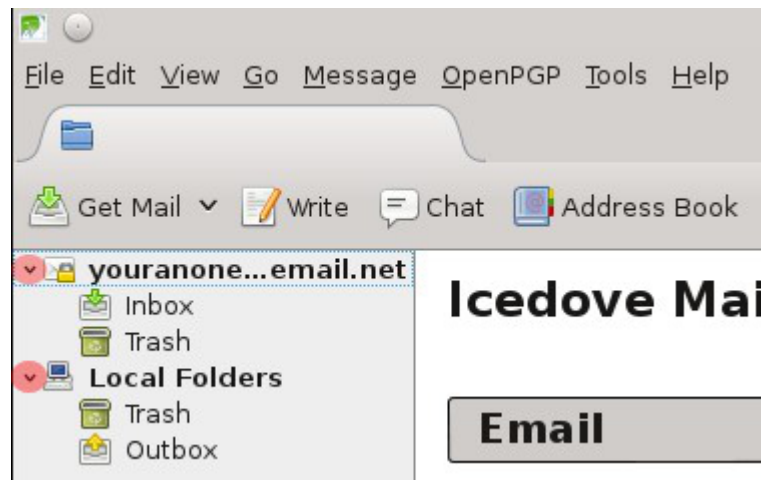 File Edit View Go Message OpenPGP Tools Help
Get Mail Write Chat Address Book
youranone...email.net
Inbox
Trash
Local Folders
Trash
Outbox
Icedove Mai
Email